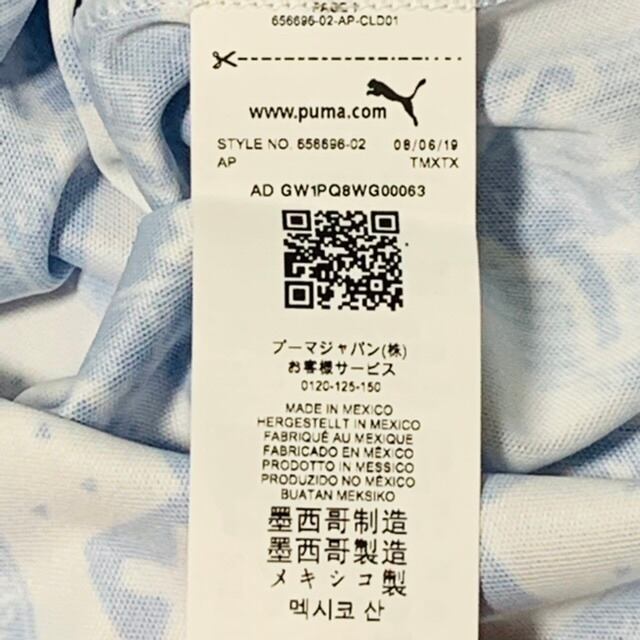 PAGE 1
656696-02-AP-CLD01
www.puma.com
STYLE NO. 656696-02 08/06/19
AP TMXTX
AD GW1PQ8WG00063
プーマジャパン(株)
お客様サービス
0120-125-150
MADE IN MEXICO
HERGESTELLT IN MEXIKO
FABRIQUÉ AU MEXIQUE
FABRICADO EN MÉXICO
PRODOTTO IN MESSICO
PRODUZIDO NO MÉXICO
BUATAN MEKSIKO
墨西哥制造
墨西哥製造
メキシコ製
멕시코 산